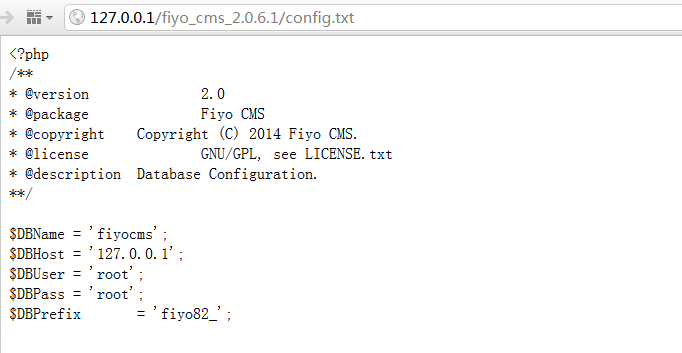 127.0.0.1/fiyo_cms_2.0.6.1/config.txt
<?php
/**
* @version 2.0
* @package Fiyo CMS
* @copyright Copyright (C) 2014 Fiyo CMS.
* @license GNU/GPL, see LICENSE.txt
* @description Database Configuration.
**/
$DBName = 'fiyocms';
$DBHost = '127.0.0.1';
$DBUser = 'root';
$DBPass = 'root';
$DBPrefix = 'fiyo82_';